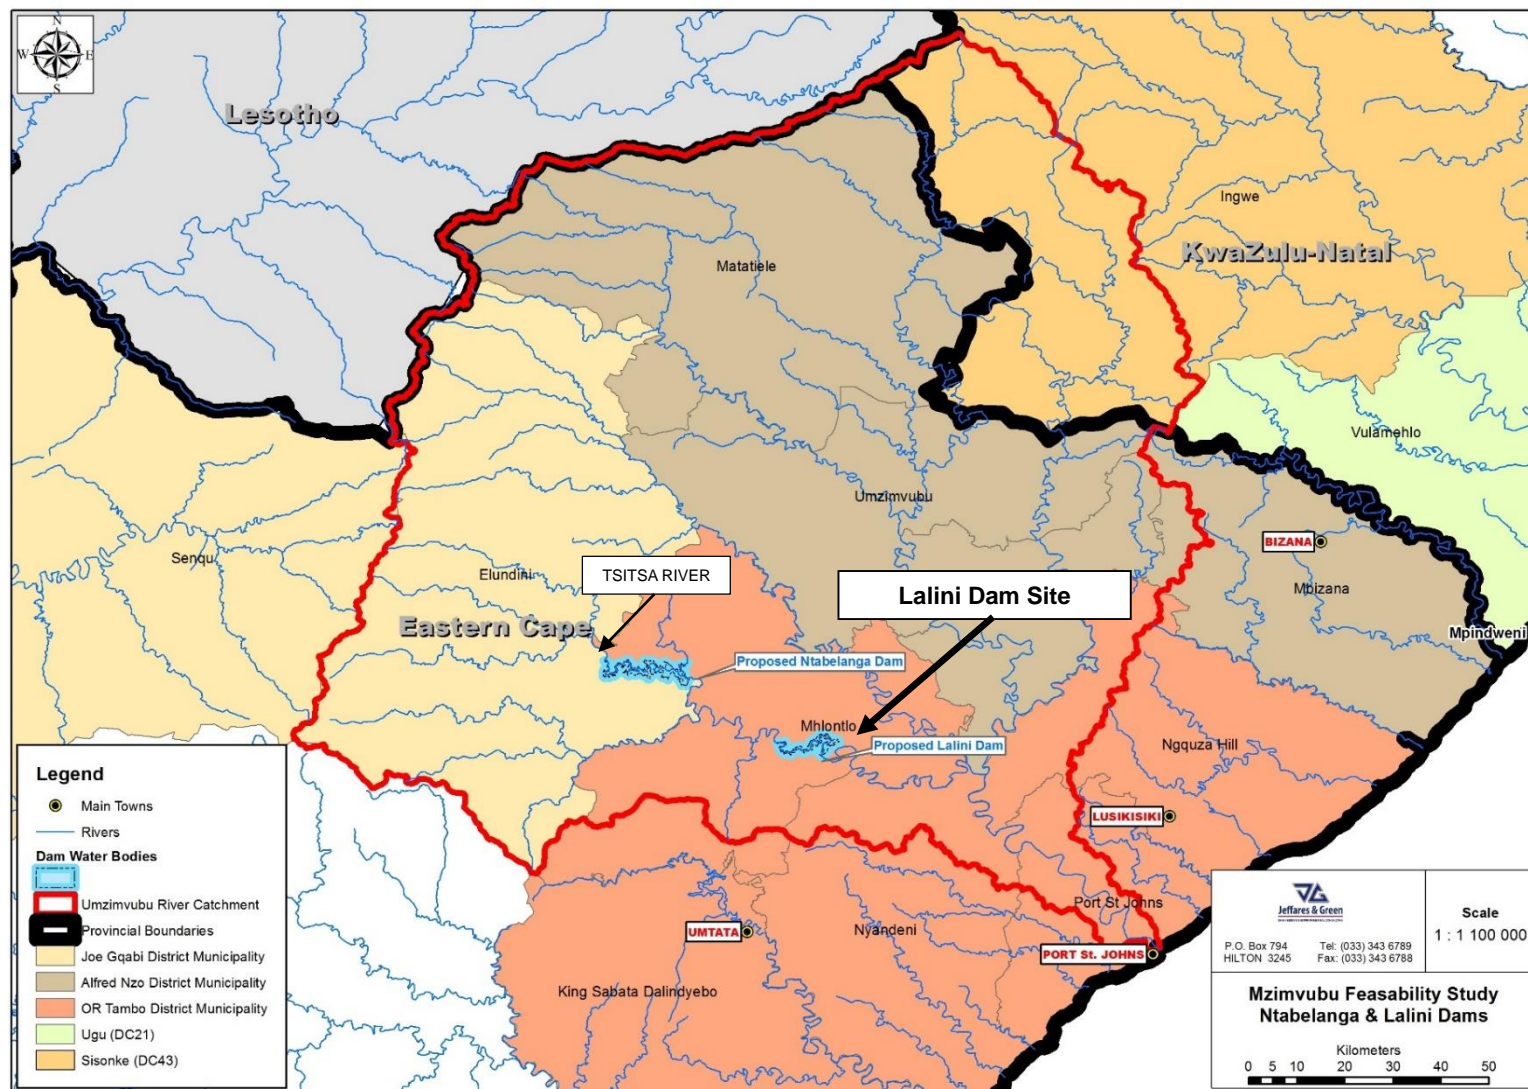 N
W
E
S
Lesotho
Ingwe
KwaZulu-Natal
Matatiele
Vulamehlo
Umzimvubu
BIZANA
Senqu
Elundini
TSITSA RIVER
Mbizana
Lalini Dam Site
Eastern Cape
Mpindweni
Proposed Ntabelanga Dam
Mhlontlo
Proposed Lalini Dam
Ngquza Hill
LUSIKISIKI
Port St Johns
UMTATA
Nyandeni
PORT St. JOHNS
King Sabata Dalindyebo
Legend
Main Towns
Rivers
Dam Water Bodies
Umzimvubu River Catchment
Provincial Boundaries
Joe Gqabi District Municipality
Alfred Nzo District Municipality
OR Tambo District Municipality
Ugu (DC21)
Sisonke (DC43)
JG
Jeffares & Green
P.O. Box 794
HILTON 3245
Tel: (033) 343 6789
Fax: (033) 343 6788
Scale
1 : 1 100 000
Mzimvubu Feasability Study
Ntabelanga & Lalini Dams
Kilometers
0 5 10 20 30 40 50